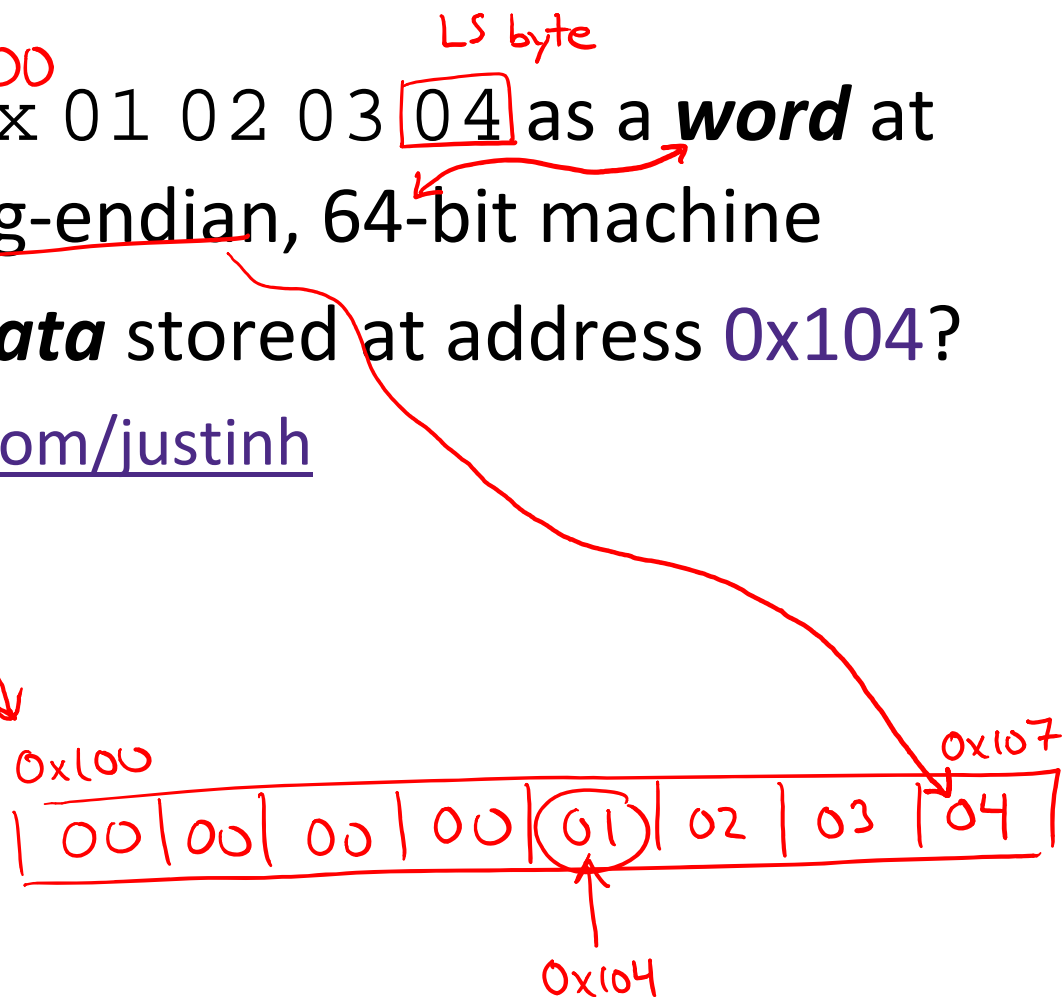 LS byte
00
x 01 02 03 04 as a word at
g-endian, 64-bit machine
ata stored at address 0x104?
om/justinh
0x100
0x107
00 00 00 00 01 02 03 04
0x104